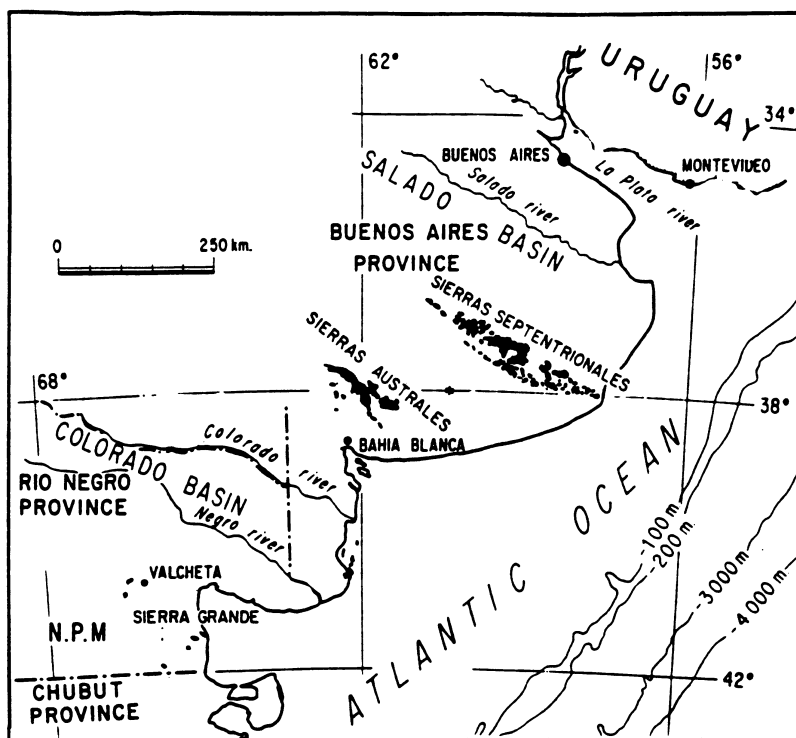 62°
56°
URUGUAY
34°
BUENOS AIRES
MONTEVIDEO
La Plata river
SALADO BASIN
Salado river
0 250 km.
BUENOS AIRES
PROVINCE
SIERRAS SEPTENTRIONALES
SIERRAS AUSTRALES
68°
38°
BAHIA BLANCA
Colorado river
COLORADO BASIN
RIO NEGRO
PROVINCE
Negro river
ATLANTIC OCEAN
-100 m
-200 m.
-3000 m.
-4000 m.
VALCHETA
SIERRA GRANDE
N.P.M
42°
CHUBUT
PROVINCE